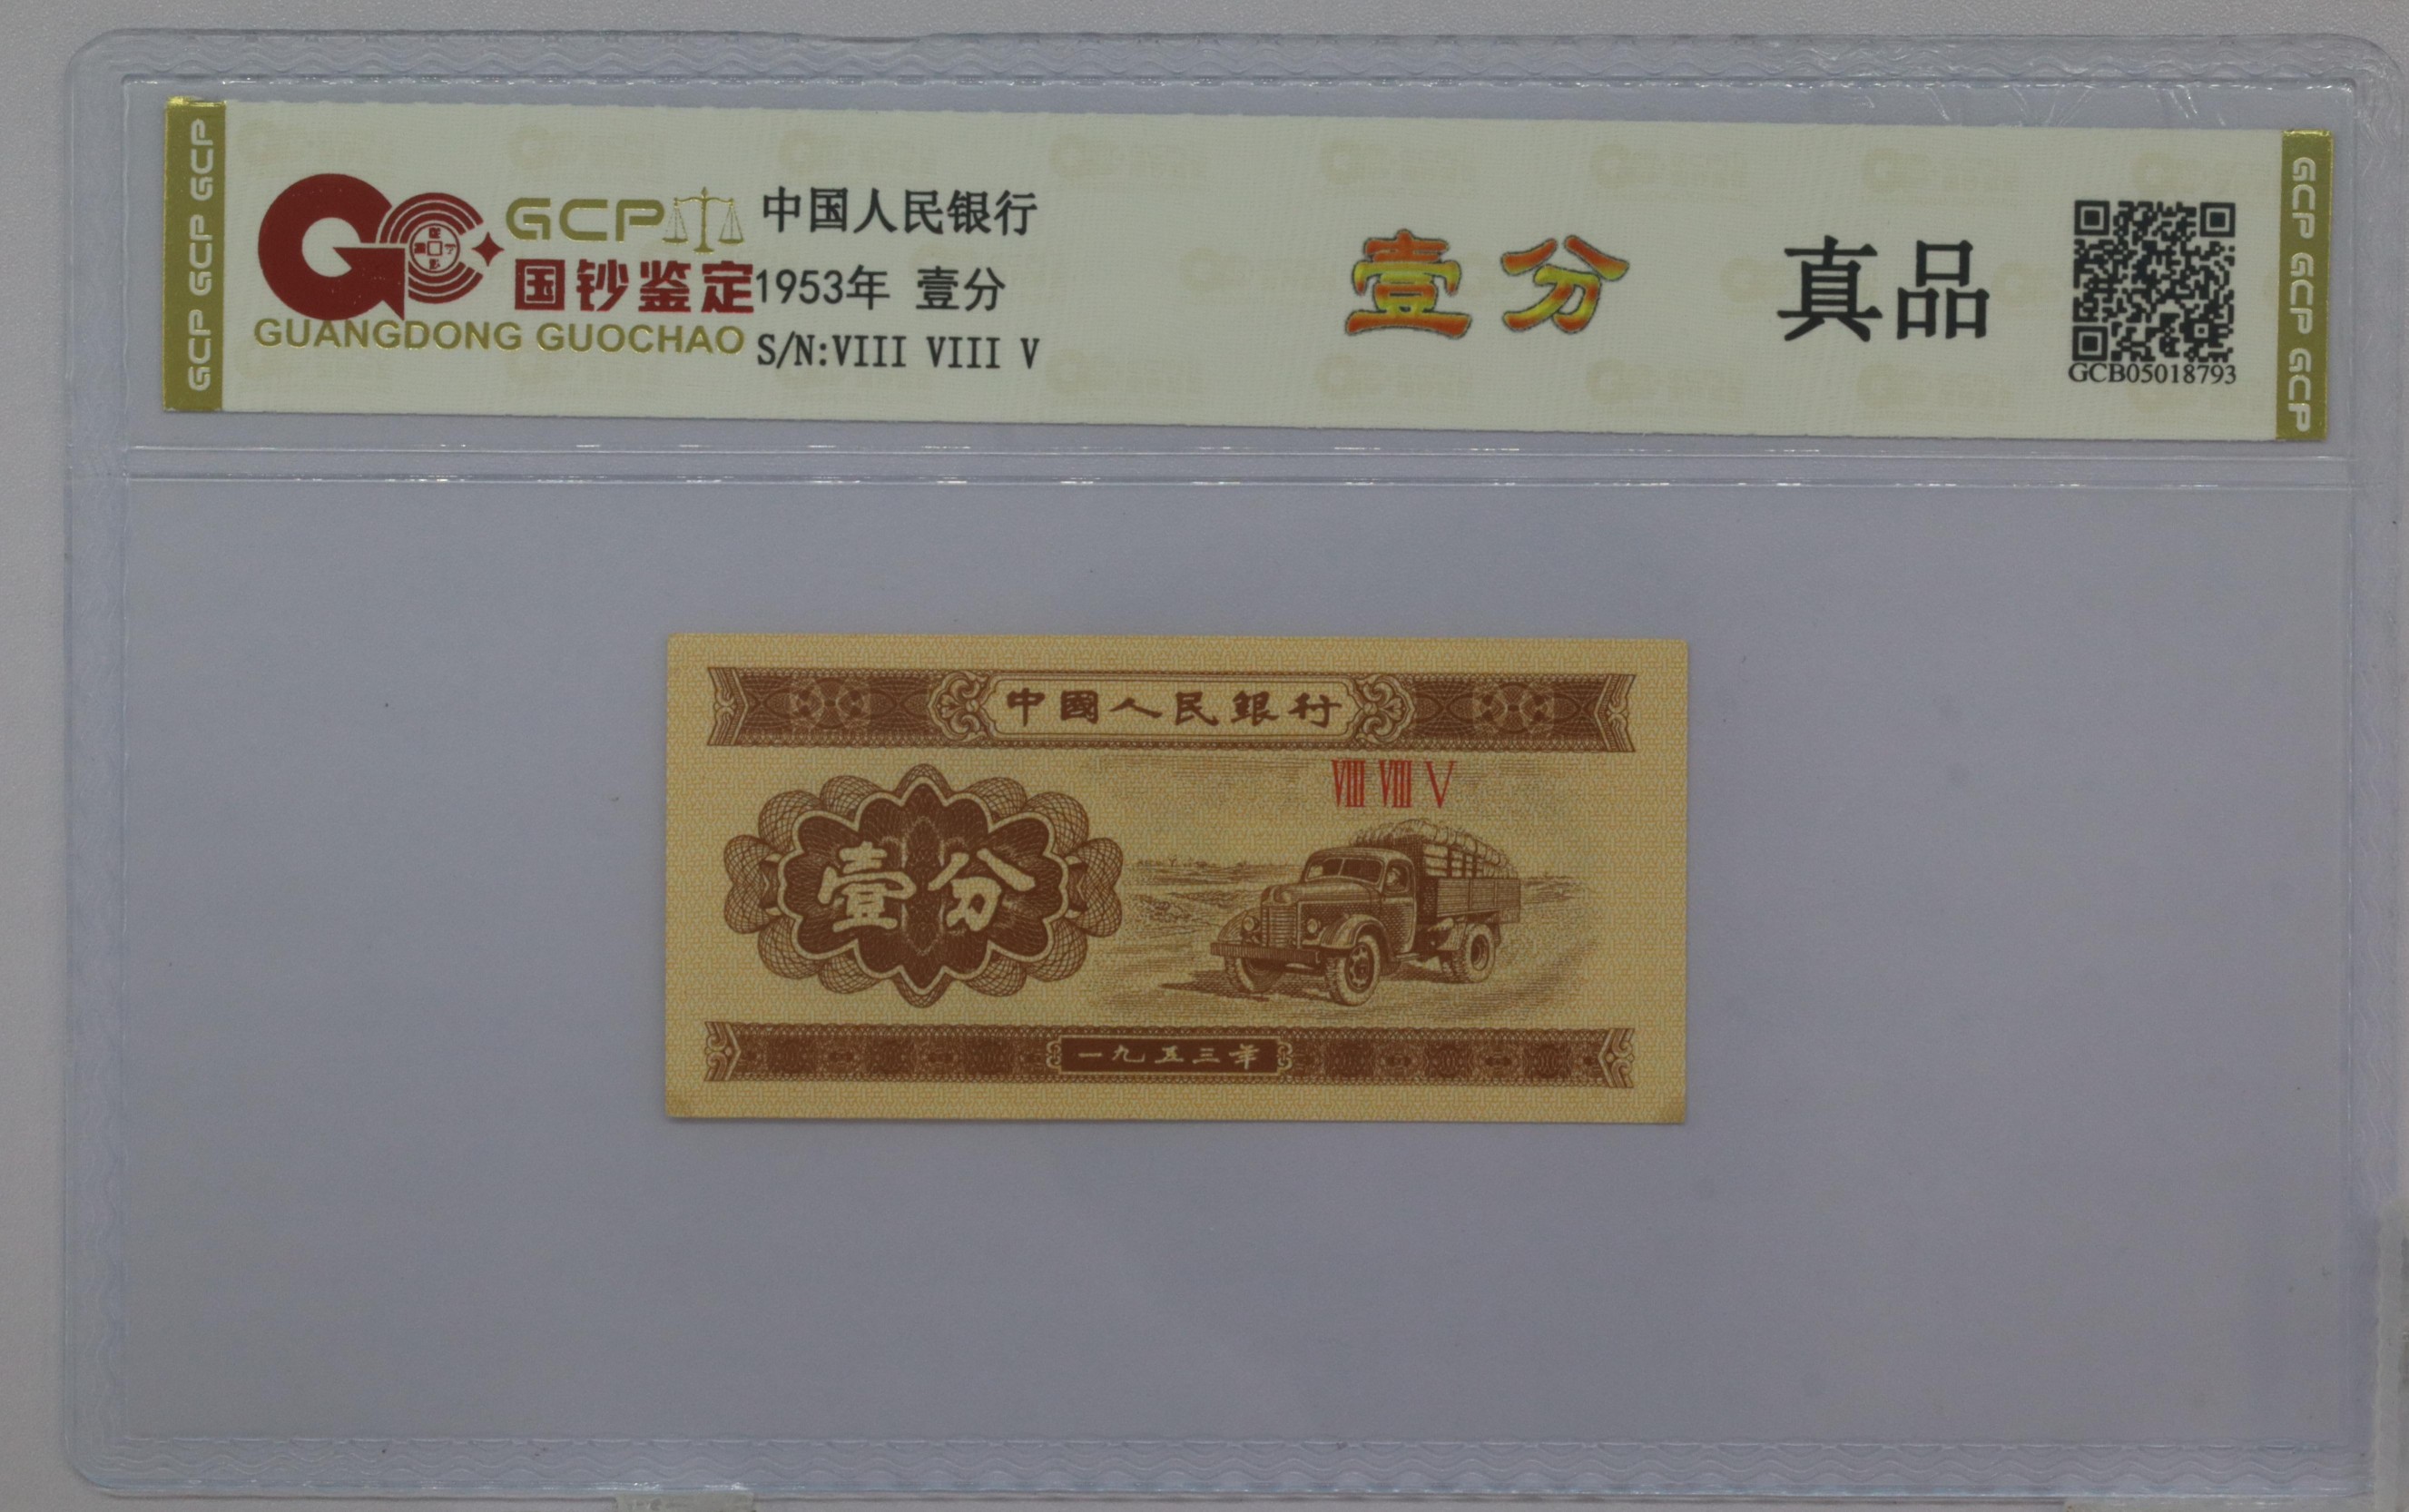 GCP GCP GCP
GCP
国钞鉴定
GUANGDONG GUOCHAO
中国人民银行
1953年 壹分
S/N:VIII VIII V
壹分
真品
GCB05018793
GCP GCP GCP
中國人民銀行
VIII VIII V
壹分
一九五三年